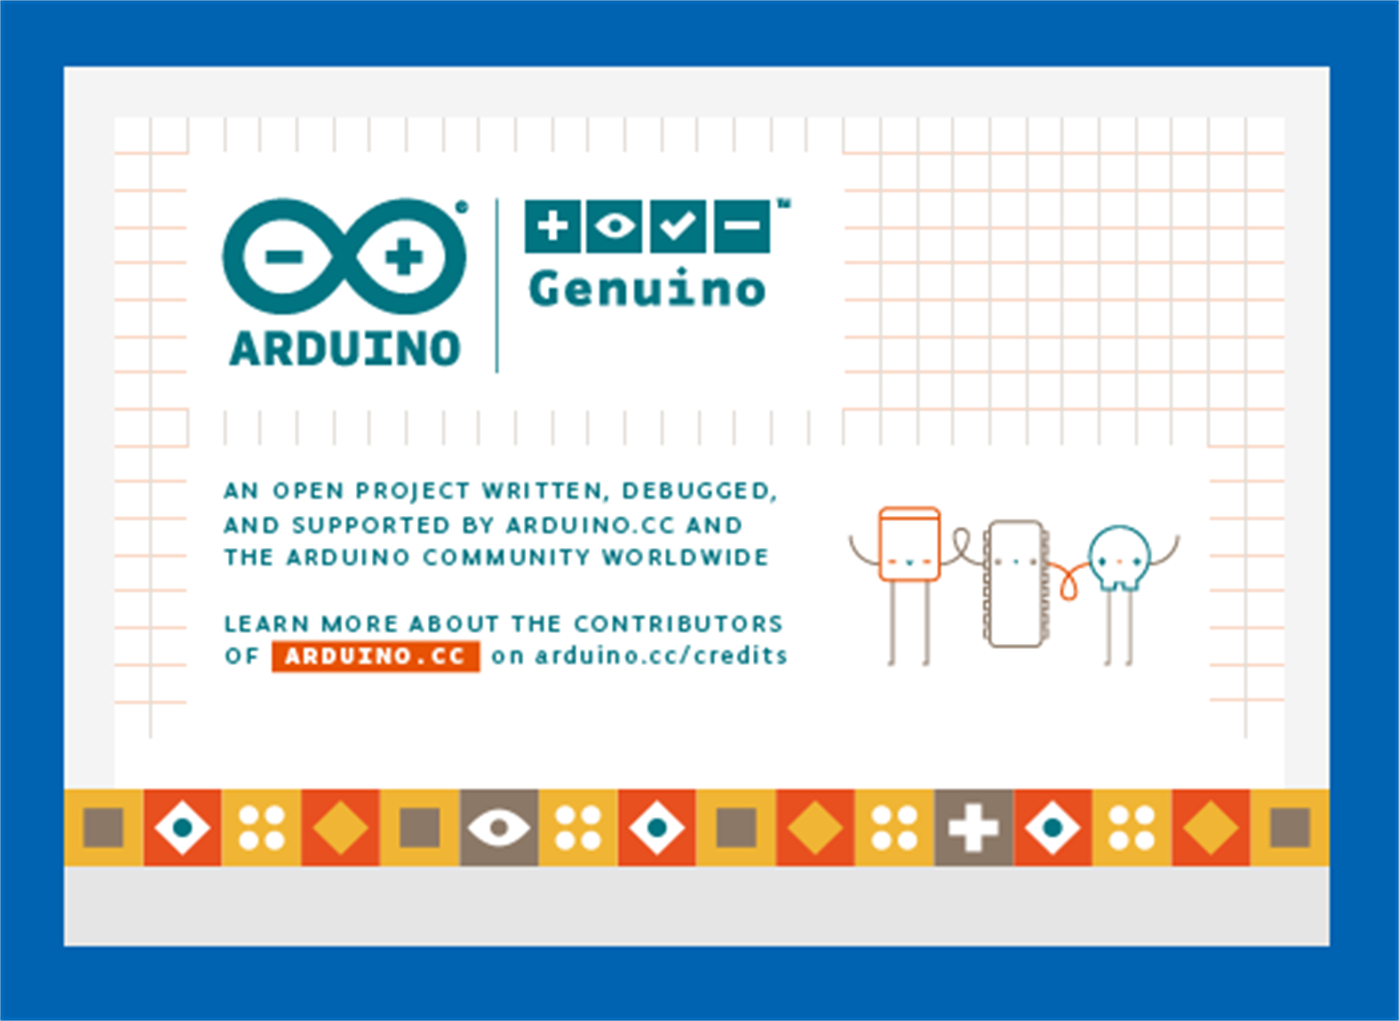 ARDUINO
Genuino
AN OPEN PROJECT WRITTEN, DEBUGGED,
AND SUPPORTED BY ARDUINO.CC AND
THE ARDUINO COMMUNITY WORLDWIDE
LEARN MORE ABOUT THE CONTRIBUTORS
OF ARDUINO.CC on arduino.cc/credits